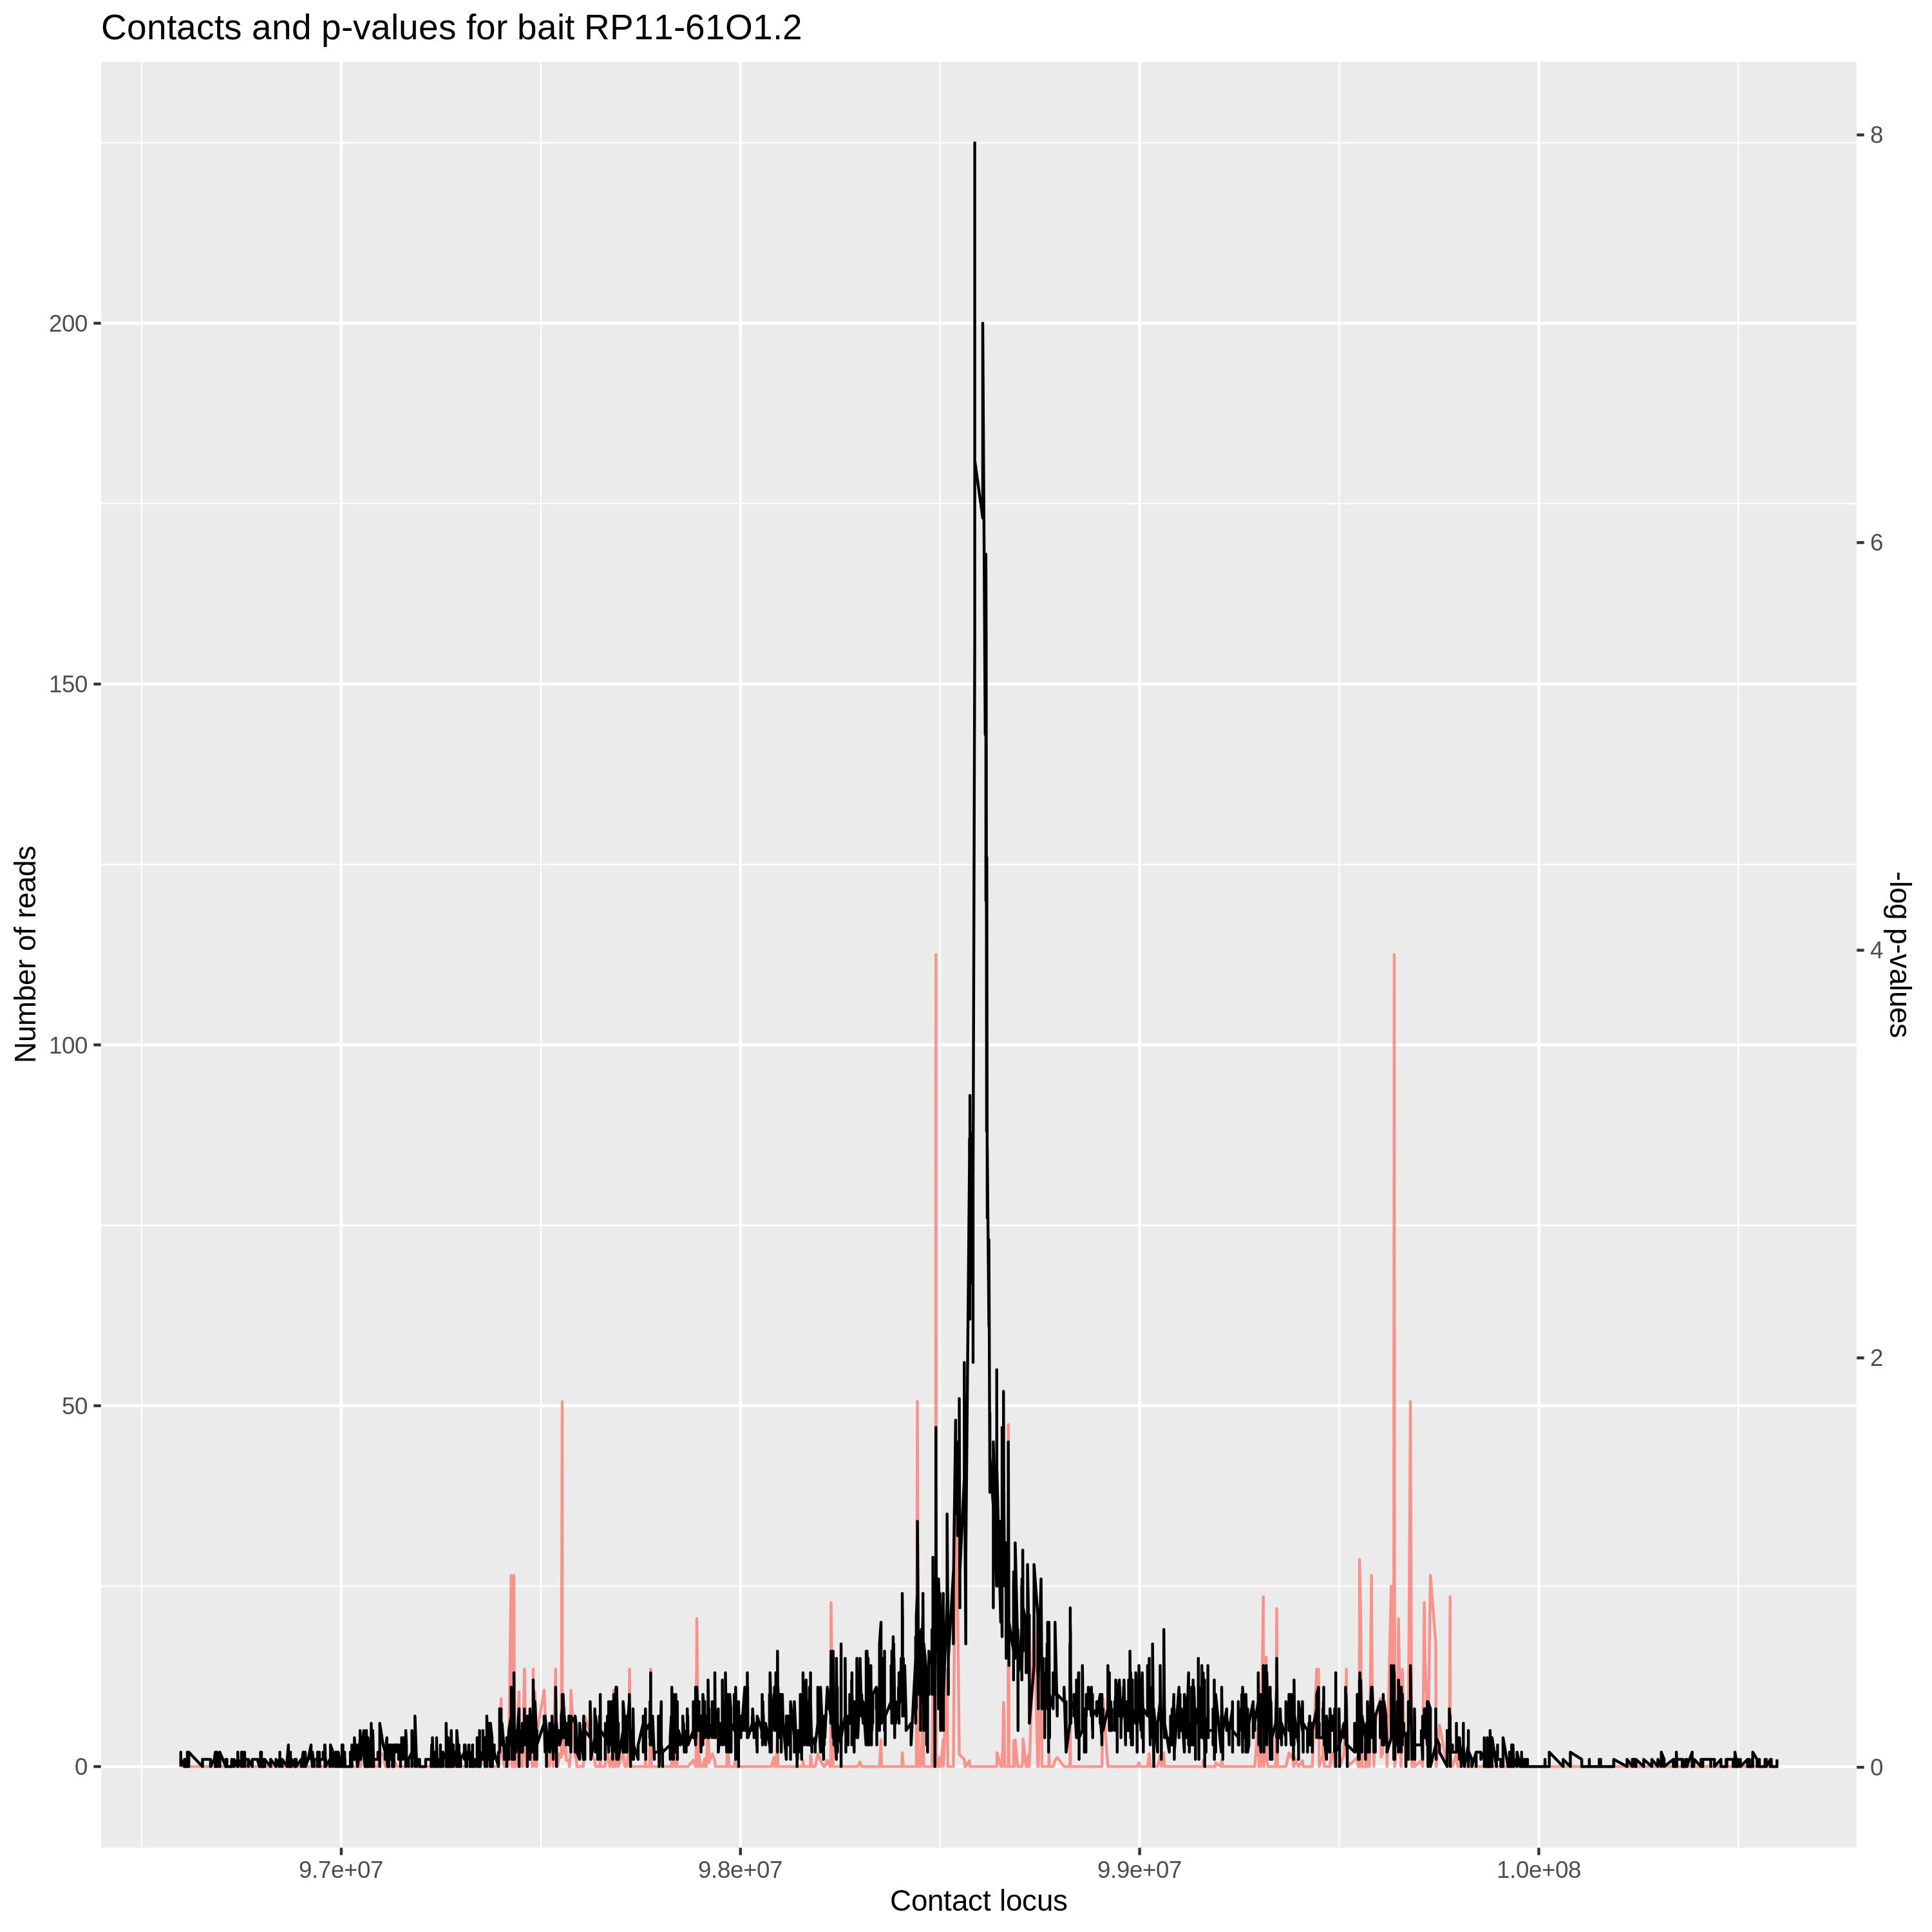 Contacts and p-values for bait RP11-61O1.2
Number of reads
200
150
100
50
0
8
6
4
2
0
-log p-values
9.7e+07
9.8e+07
9.9e+07
1.0e+08
Contact locus